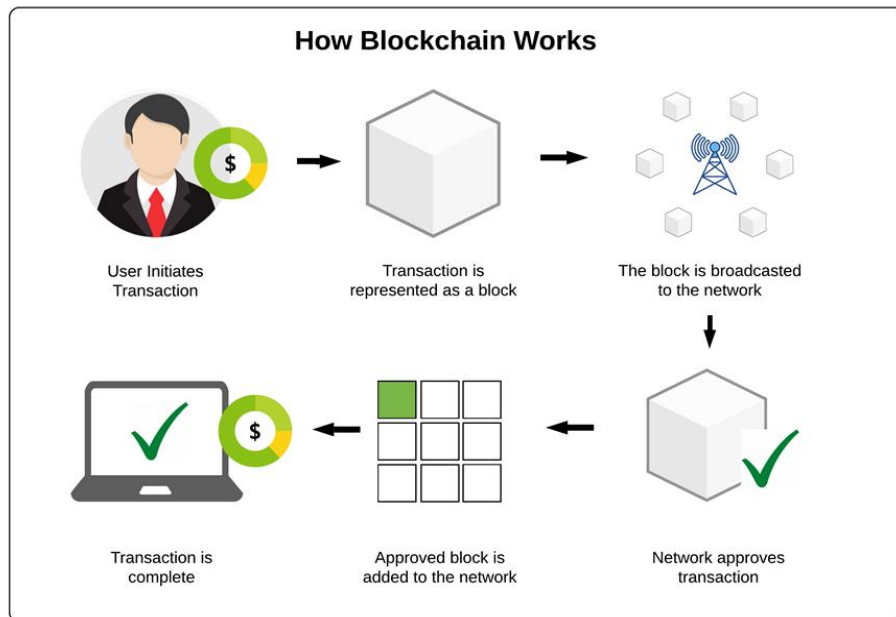 How Blockchain Works
$
User Initiates
Transaction
Transaction is
represented as a block
The block is broadcasted
to the network
Network approves
transaction
Approved block is
added to the network
$
Transaction is
complete